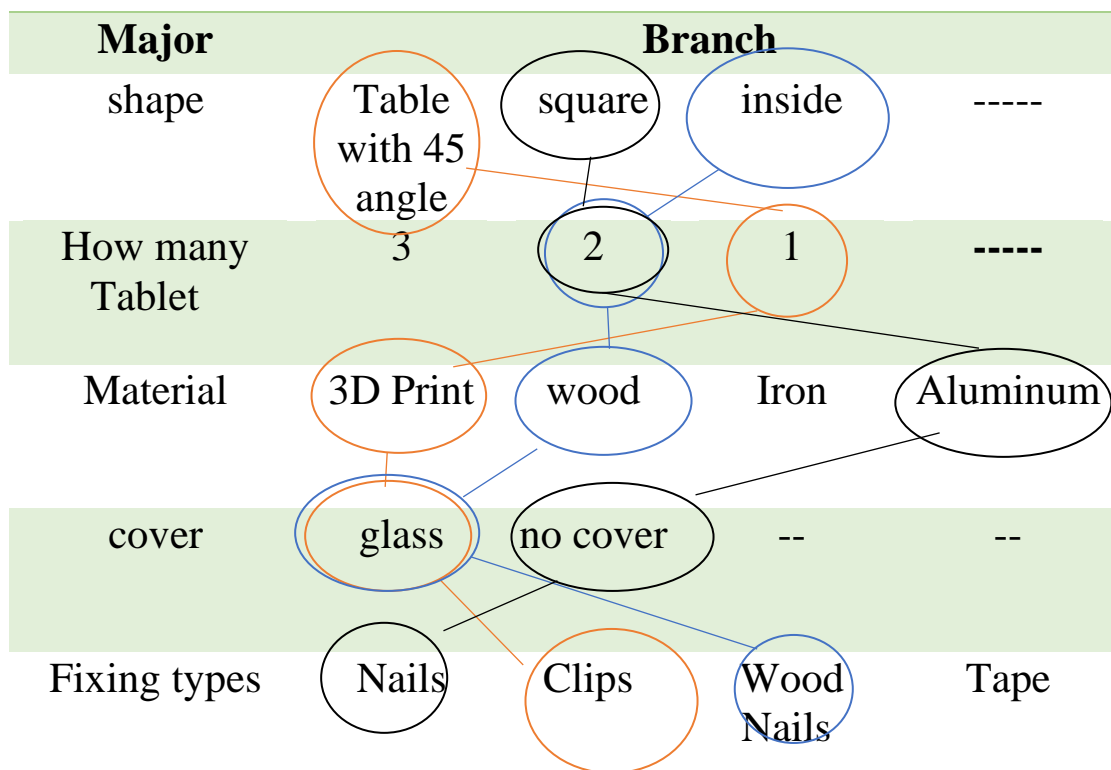 Major Branch
shape Table square inside -----
with 45
angle
How many 3 2 1 -----
Tablet
Material 3D Print wood Iron Aluminum
cover glass no cover -- --
Fixing types Nails Clips Wood Tape
Nails